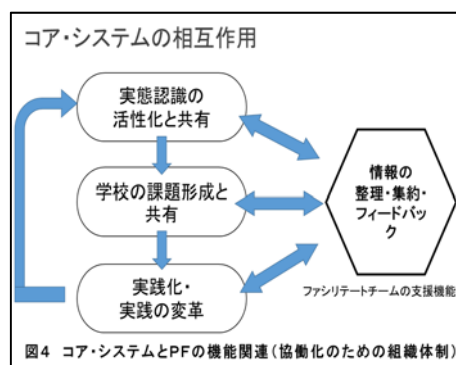 コア・システムの相互作用
実態認識の
活性化と共有
学校の課題形成と
共有
実践化・
実践の変革
情報の
整理・集約・
フィードバッ
ク
ファシリテートチームの支援機能
図4 コア・システムとPFの機能関連(協働化のための組織体制)